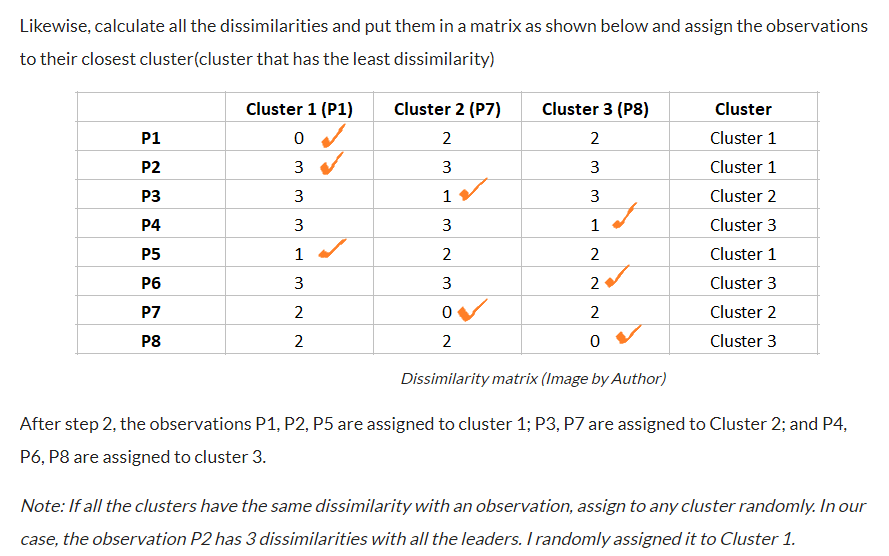 Likewise, calculate all the dissimilarities and put them in a matrix as shown below and assign the observations
to their closest cluster(cluster that has the least dissimilarity)
Cluster 1 (P1) Cluster 2 (P7) Cluster 3 (P8) Cluster
P1 0 2 2 Cluster 1
P2 3 3 3 Cluster 1
P3 3 1 3 Cluster 2
P4 3 3 1 Cluster 3
P5 1 2 2 Cluster 1
P6 3 3 2 Cluster 3
P7 2 0 2 Cluster 2
P8 2 2 0 Cluster 3
Dissimilarity matrix (Image by Author)
After step 2, the observations P1, P2, P5 are assigned to cluster 1; P3, P7 are assigned to Cluster 2; and P4,
P6, P8 are assigned to cluster 3.
Note: If all the clusters have the same dissimilarity with an observation, assign to any cluster randomly. In our
case, the observation P2 has 3 dissimilarities with all the leaders. I randomly assigned it to Cluster 1.